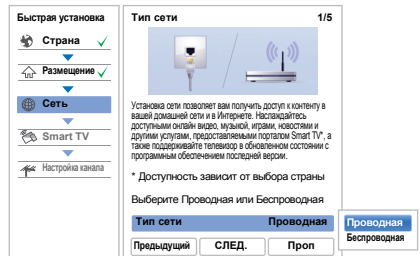 Быстрая установка
Страна
Размещение
Сеть
Smart TV
Настройка канала
Тип сети 1/5
Установка сети позволяет вам получить доступ к контенту в
вашей домашней сети и в Интернете. Наслаждайтесь
доступными онлайн видео, музыкой, играми, новостями и
другими услугами, предоставляемыми порталом Smart TV*, а
также поддерживайте телевизор в обновленном состоянии с
программным обеспечением последней версии.
* Доступность зависит от выбора страны
Выберите Проводная или Беспроводная
Тип сети Проводная
Предыдущий СЛЕД. Проп
Проводная
Беспроводная